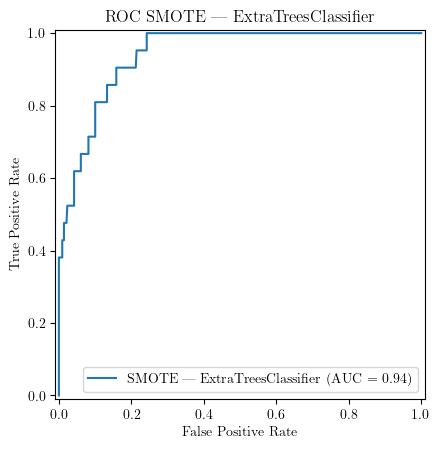 ROC SMOTE — ExtraTreesClassifier
1.0
0.8
0.6
0.4
0.2
0.0
True Positive Rate
SMOTE — ExtraTreesClassifier (AUC = 0.94)
0.0 0.2 0.4 0.6 0.8 1.0
False Positive Rate